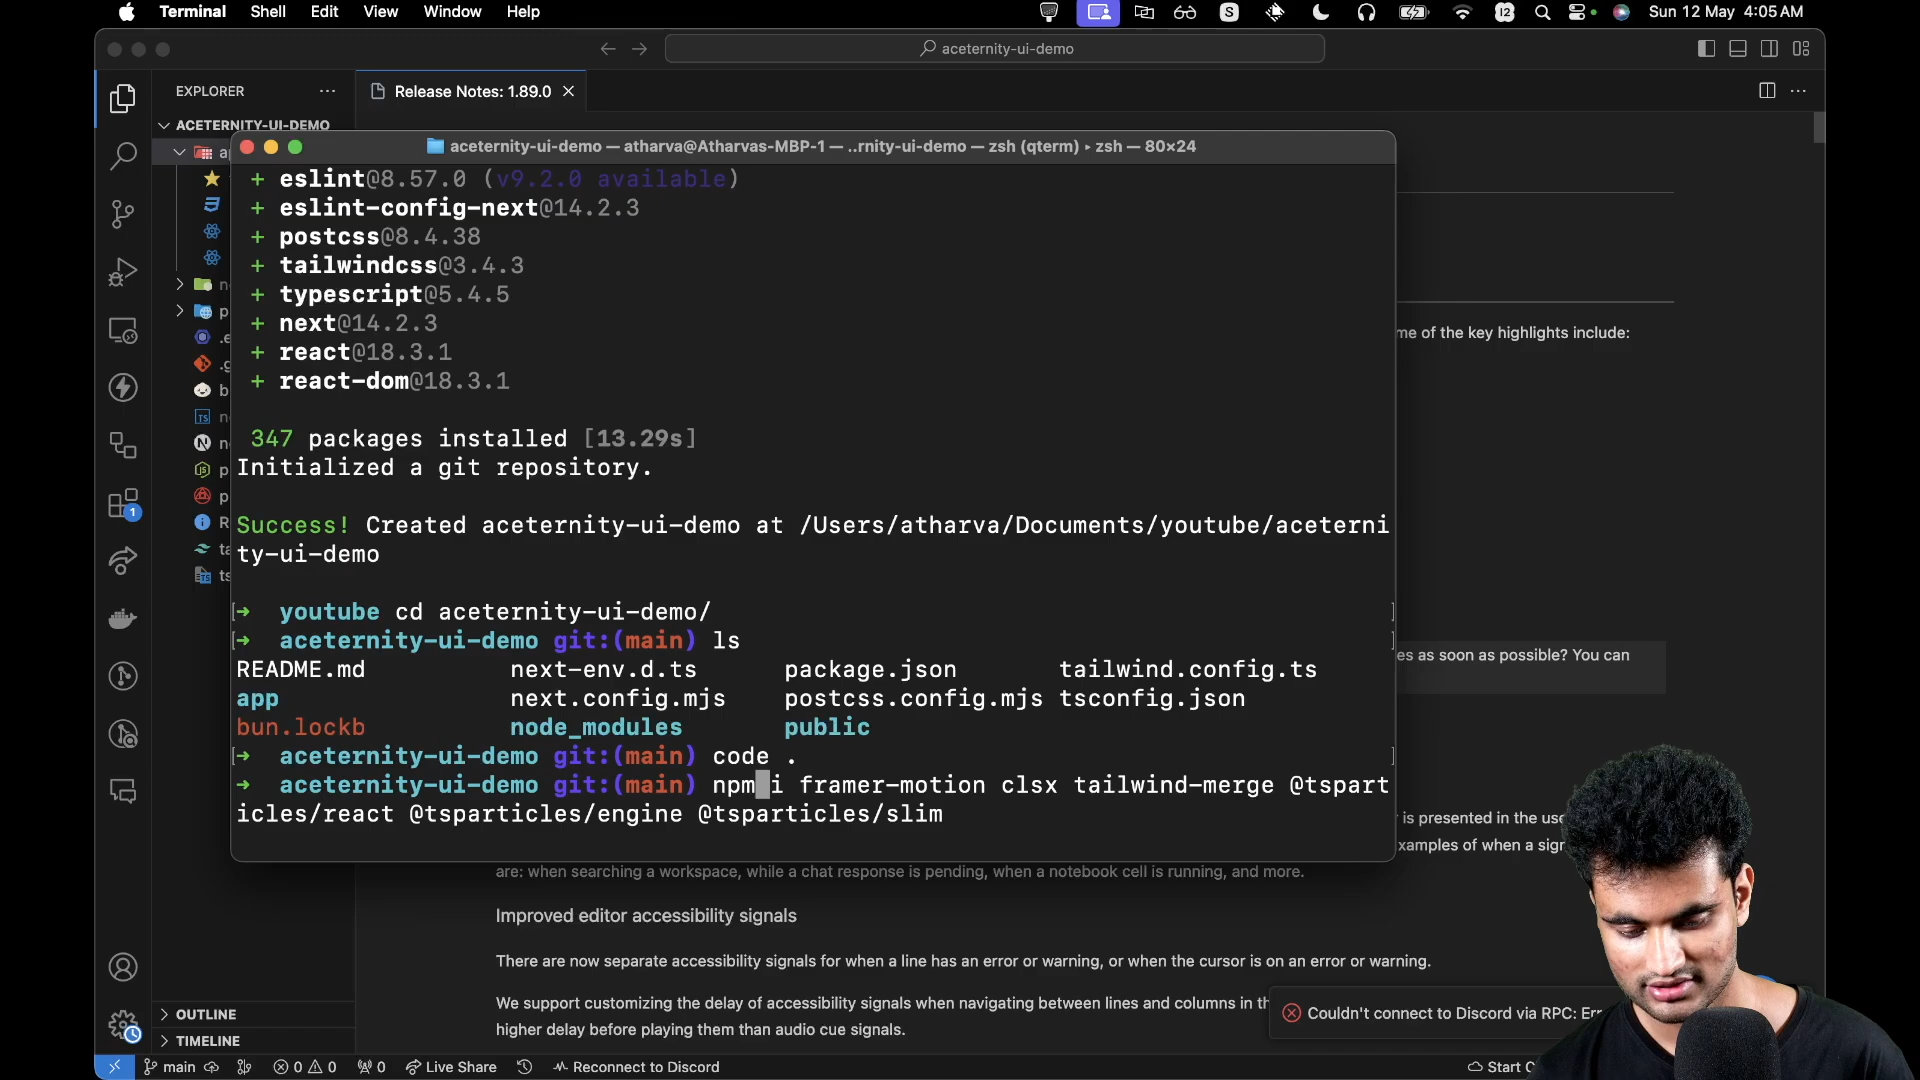 Terminal Shell Edit View Window Help
S 12 Sun 12 May 4:05 AM
aceternity-ui-demo
EXPLORER
Release Notes: 1.89.0
ACETERNITY-UI-DEMO
aceternity-ui-demo — atharva@Atharvas-MBP-1 — ..rnity-ui-demo — zsh (qterm) ▸ zsh — 80×24
+ eslint@8.57.0 (v9.2.0 available)
+ eslint-config-next@14.2.3
+ postcss@8.4.38
+ tailwindcss@3.4.3
+ typescript@5.4.5
+ next@14.2.3
me of the key highlights include:
+ react@18.3.1
+ react-dom@18.3.1
347 packages installed [13.29s]
Initialized a git repository.
Success! Created aceternity-ui-demo at /Users/atharva/Documents/youtube/aceterni
ty-ui-demo
[→ youtube cd aceternity-ui-demo/ ]
[→ aceternity-ui-demo git:(main) ls ]
es as soon as possible? You can
README.md next-env.d.ts package.json tailwind.config.ts
app next.config.mjs postcss.config.mjs tsconfig.json
bun.lockb node_modules public
[→ aceternity-ui-demo git:(main) code . ]
→ aceternity-ui-demo git:(main) npm i framer-motion clsx tailwind-merge @tspart
icles/react @tsparticles/engine @tsparticles/slim
is presented in the use
xamples of when a sign
are: when searching a workspace, while a chat response is pending, when a notebook cell is running, and more.
Improved editor accessibility signals
There are now separate accessibility signals for when a line has an error or warning, or when the cursor is on an error or warning.
We support customizing the delay of accessibility signals when navigating between lines and columns in th
higher delay before playing them than audio cue signals.
Couldn't connect to Discord via RPC: Err
OUTLINE
TIMELINE
main 0 0 0 Live Share Reconnect to Discord Start